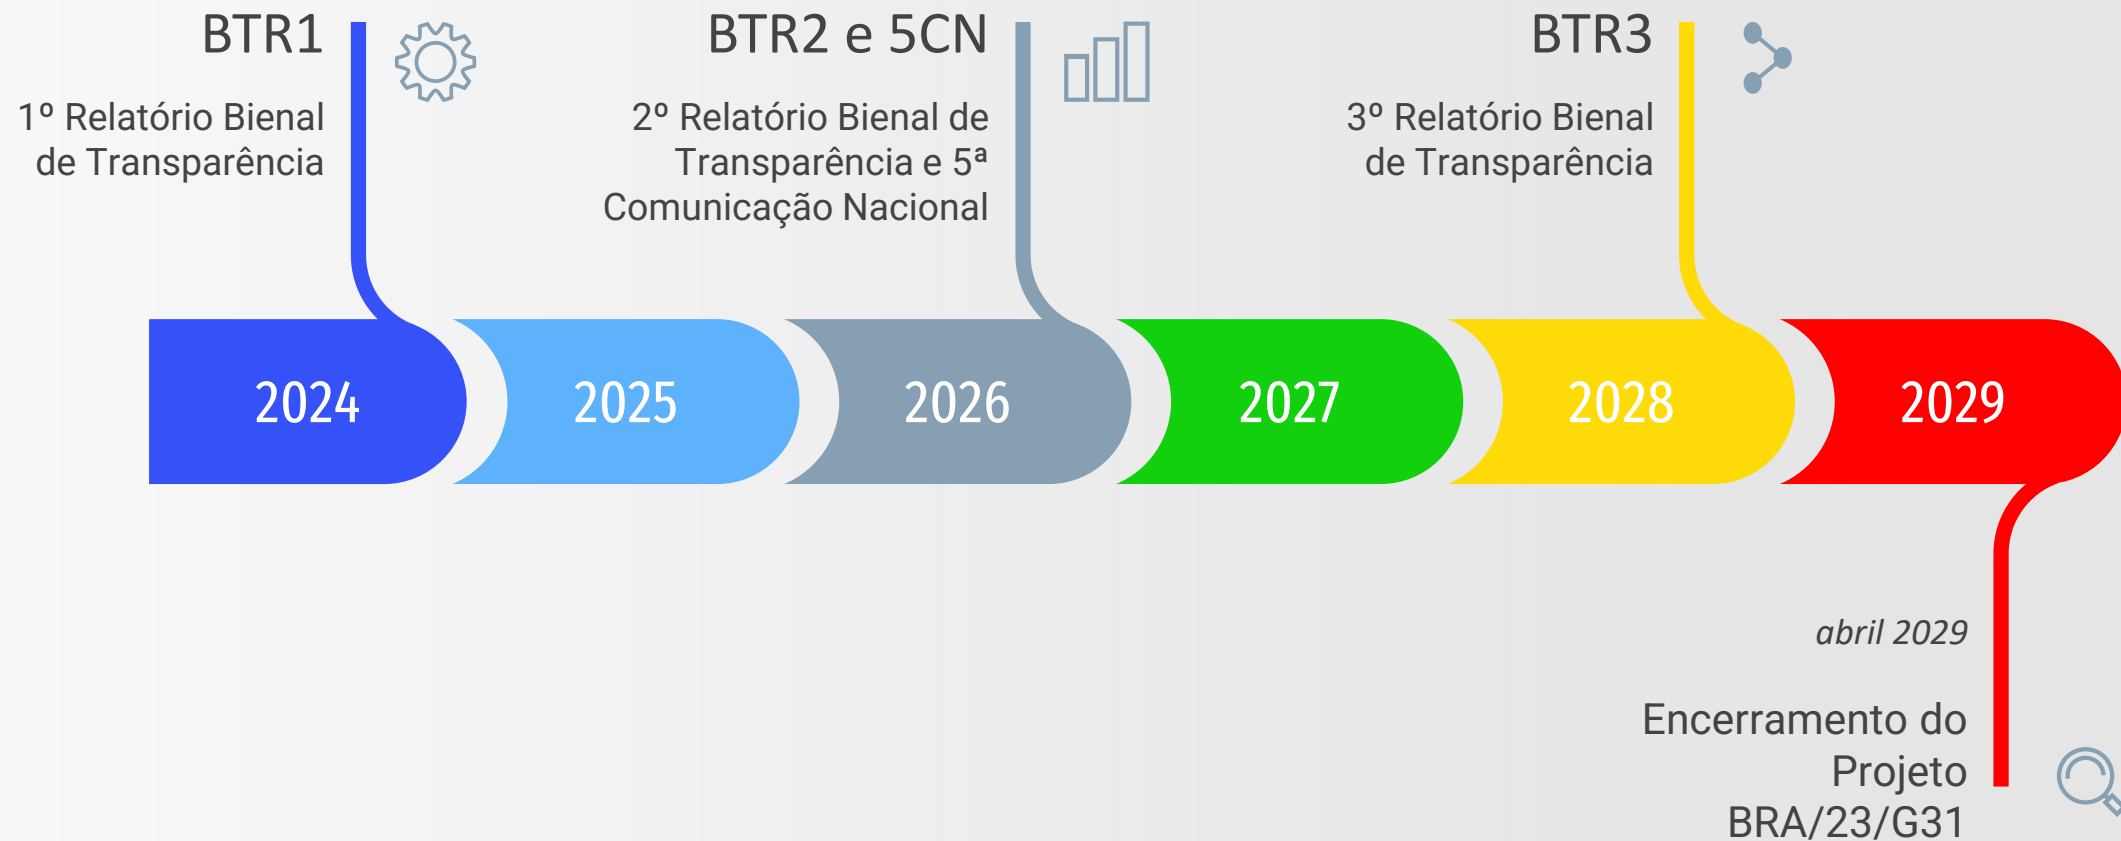 BTR1
1º Relatório Bienal
de Transparência
BTR2 e 5CN
2º Relatório Bienal de
Transparência e 5ª
Comunicação Nacional
BTR3
3º Relatório Bienal
de Transparência
2024
2025
2026
2027
2028
2029
abril 2029
Encerramento do
Projeto
BRA/23/G31